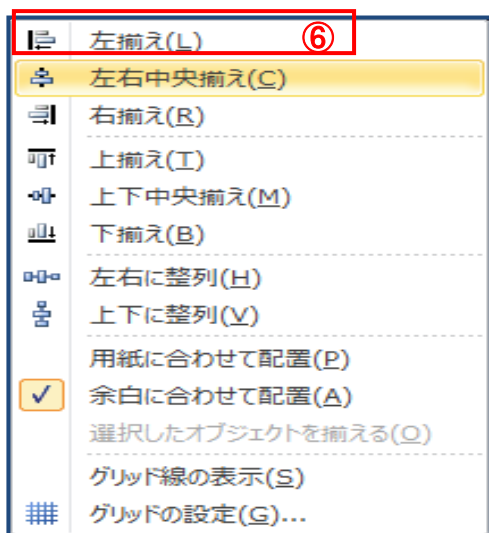 左揃え(L) ⑥
左右中央揃え(C)
右揃え(R)
上揃え(T)
上下中央揃え(M)
下揃え(B)
左右に整列(H)
上下に整列(V)
用紙に合わせて配置(P)
余白に合わせて配置(A)
選択したオブジェクトを揃える(O)
グリッド線の表示(S)
グリッドの設定(G)...